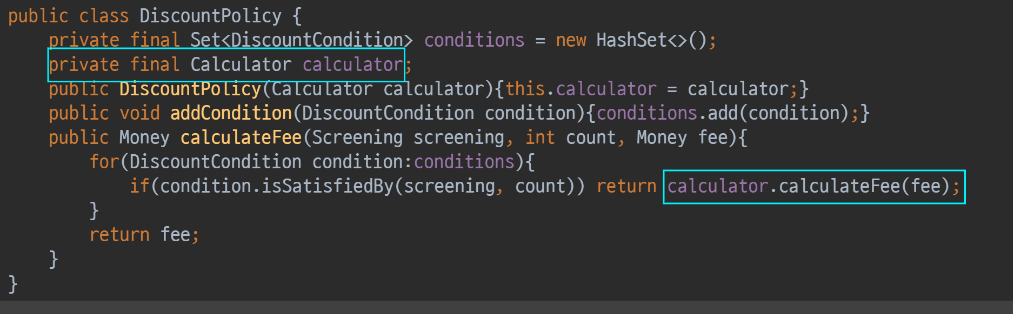 public class DiscountPolicy {
    private final Set<DiscountCondition> conditions = new HashSet<>();
    private final Calculator calculator;
    public DiscountPolicy(Calculator calculator){this.calculator = calculator;}
    public void addCondition(DiscountCondition condition){conditions.add(condition);}
    public Money calculateFee(Screening screening, int count, Money fee){
        for(DiscountCondition condition:conditions){
            if(condition.isSatisfiedBy(screening, count)) return calculator.calculateFee(fee);
        }
        return fee;
    }
}